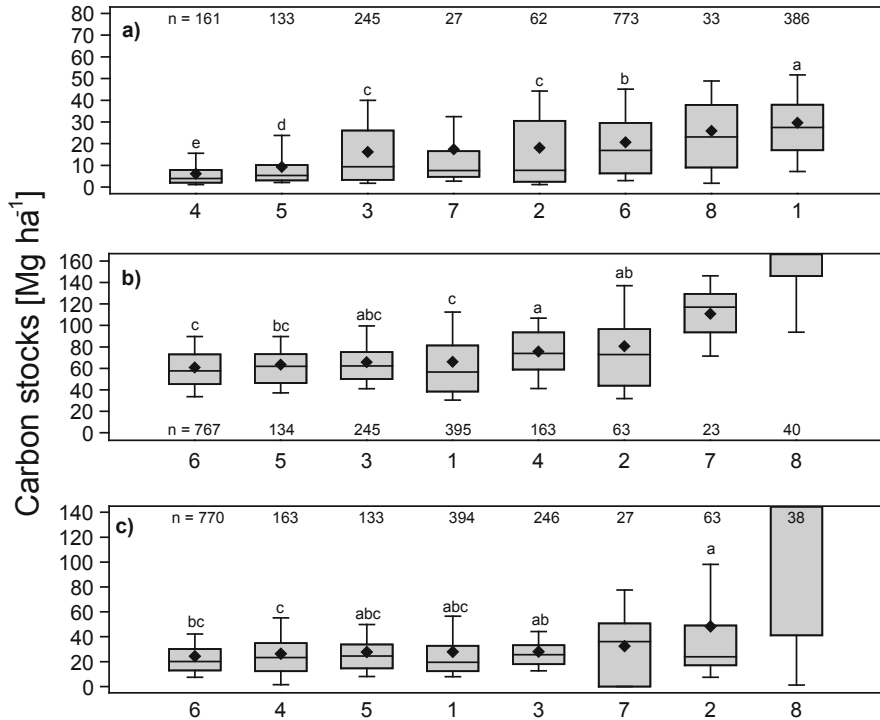 Carbon stocks [Mg ha-1]
a)
n = 161 133 245 27 62 773 33 386
80
70
60
50
40
30
20
10
0
e d c c b a
4 5 3 7 2 6 8 1
b)
160
140
120
100
80
60
40
20
0
c bc abc c a ab
n = 767 134 245 395 163 63 23 40
6 5 3 1 4 2 7 8
c)
n = 770 163 133 394 246 27 63 38
140
120
100
80
60
40
20
0
bc c abc abc ab a
6 4 5 1 3 7 2 8